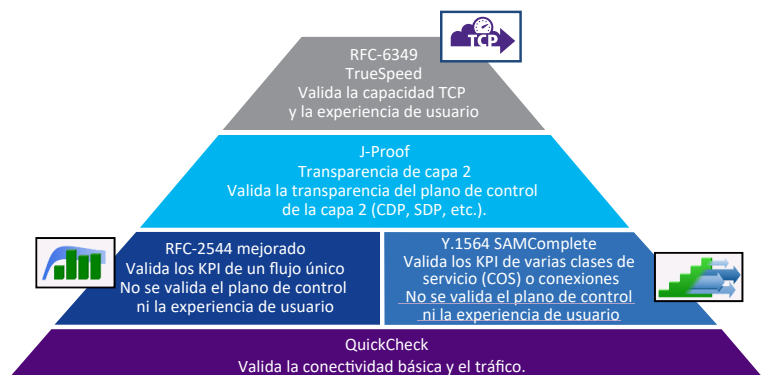 TCP
RFC-6349
TrueSpeed
Valida la capacidad TCP
y la experiencia de usuario
J-Proof
Transparencia de capa 2
Valida la transparencia del plano de control
de la capa 2 (CDP, SDP, etc.).
RFC-2544 mejorado
Valida los KPI de un flujo único
No se valida el plano de control
ni la experiencia de usuario
Y.1564 SAMComplete
Valida los KPI de varias clases de
servicio (COS) o conexiones
No se valida el plano de control
ni la experiencia de usuario
QuickCheck
Valida la conectividad básica y el tráfico.